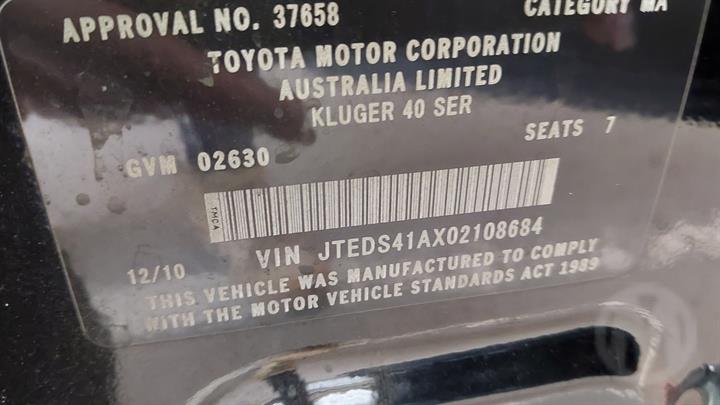 APPROVAL NO. 37658 CATEGORY MA
TOYOTA MOTOR CORPORATION
AUSTRALIA LIMITED
KLUGER 40 SER
GVM 02630 SEATS 7
TMCA
12/10 VIN JTEDS41AX02108684
THIS VEHICLE WAS MANUFACTURED TO COMPLY
WITH THE MOTOR VEHICLE STANDARDS ACT 1989